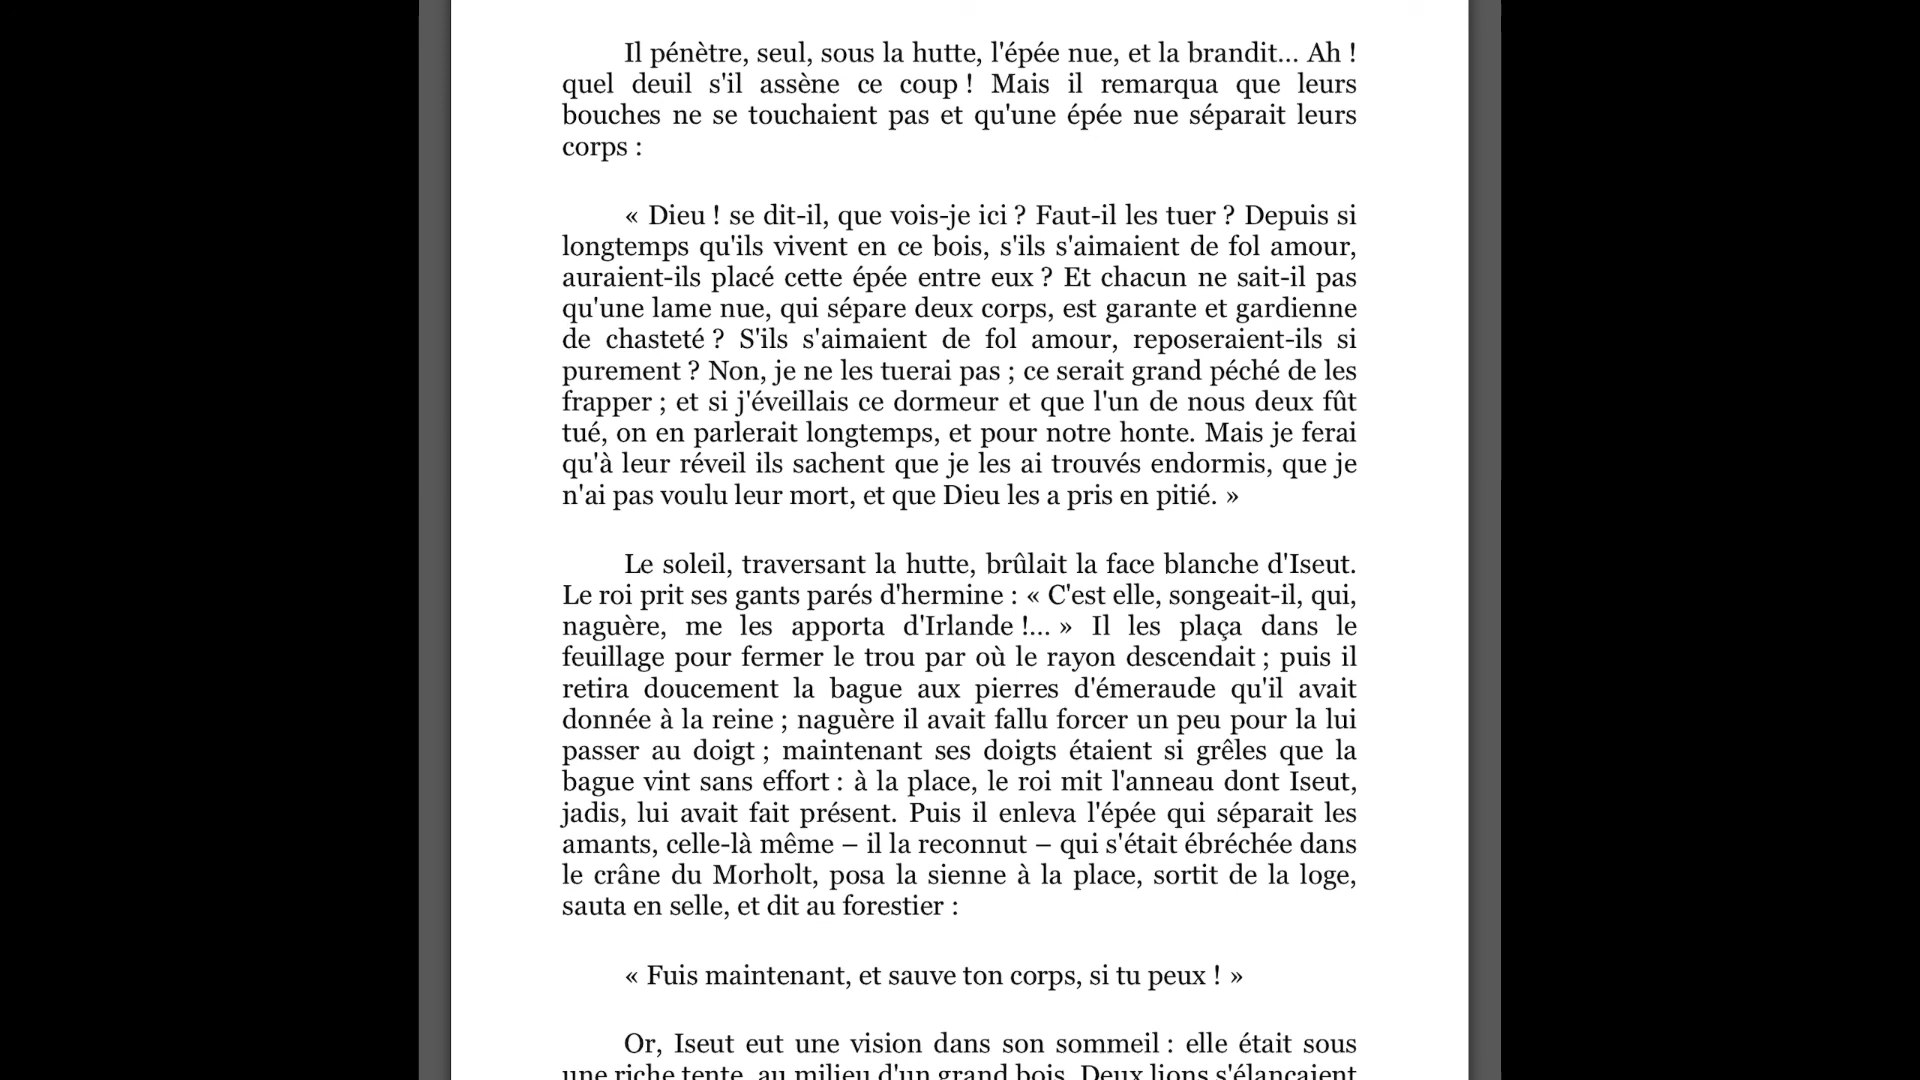 Il pénètre, seul, sous la hutte, l'épée nue, et la brandit... Ah !
quel deuil s'il assène ce coup ! Mais il remarqua que leurs
bouches ne se touchaient pas et qu'une épée nue séparait leurs
corps :
« Dieu ! se dit-il, que vois-je ici ? Faut-il les tuer ? Depuis si
longtemps qu'ils vivent en ce bois, s'ils s'aimaient de fol amour,
auraient-ils placé cette épée entre eux ? Et chacun ne sait-il pas
qu'une lame nue, qui sépare deux corps, est garante et gardienne
de chasteté ? S'ils s'aimaient de fol amour, reposeraient-ils si
purement ? Non, je ne les tuerai pas ; ce serait grand péché de les
frapper ; et si j'éveillais ce dormeur et que l'un de nous deux fût
tué, on en parlerait longtemps, et pour notre honte. Mais je ferai
qu'à leur réveil ils sachent que je les ai trouvés endormis, que je
n'ai pas voulu leur mort, et que Dieu les a pris en pitié. »
Le soleil, traversant la hutte, brûlait la face blanche d'Iseut.
Le roi prit ses gants parés d'hermine : « C'est elle, songeait-il, qui,
naguère, me les apporta d'Irlande !... » Il les plaça dans le
feuillage pour fermer le trou par où le rayon descendait ; puis il
retira doucement la bague aux pierres d'émeraude qu'il avait
donnée à la reine ; naguère il avait fallu forcer un peu pour la lui
passer au doigt ; maintenant ses doigts étaient si grêles que la
bague vint sans effort : à la place, le roi mit l'anneau dont Iseut,
jadis, lui avait fait présent. Puis il enleva l'épée qui séparait les
amants, celle-là même – il la reconnut – qui s'était ébréchée dans
le crâne du Morholt, posa la sienne à la place, sortit de la loge,
sauta en selle, et dit au forestier :
« Fuis maintenant, et sauve ton corps, si tu peux ! »
Or, Iseut eut une vision dans son sommeil : elle était sous
une riche tente, au milieu d'un grand bois. Deux lions s'élançaient